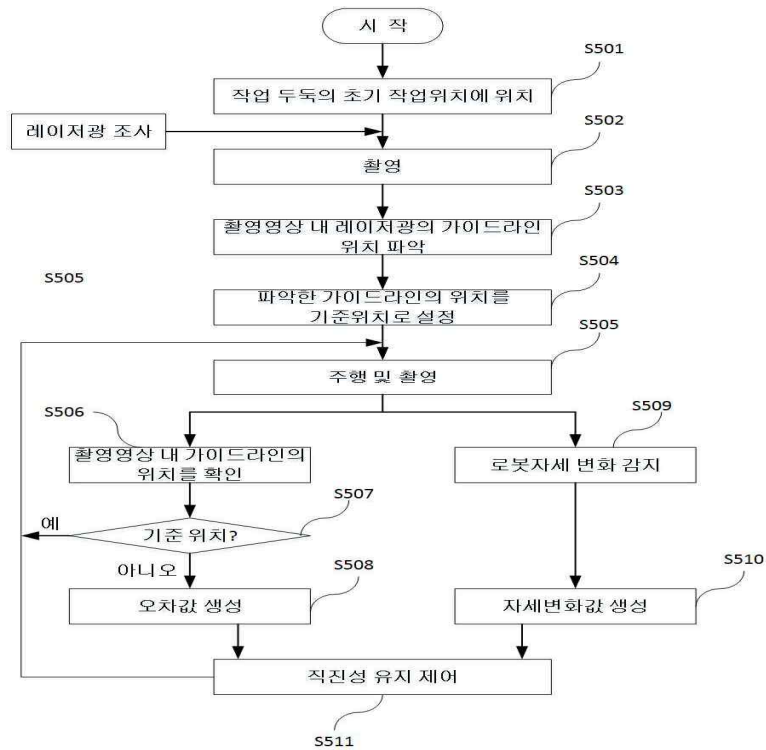 시 작
S501
작업 두둑의 초기 작업위치에 위치
레이저광 조사
S502
촬영
S503
촬영영상 내 레이저광의 가이드라인
위치 파악
S505
S504
파악한 가이드라인의 위치를
기준위치로 설정
S505
주행 및 촬영
S506
S509
촬영영상 내 가이드라인의
위치를 확인
로봇자세 변화 감지
S507
예
기준 위치?
아니오
S508
S510
오차값 생성
자세변화값 생성
직진성 유지 제어
S511